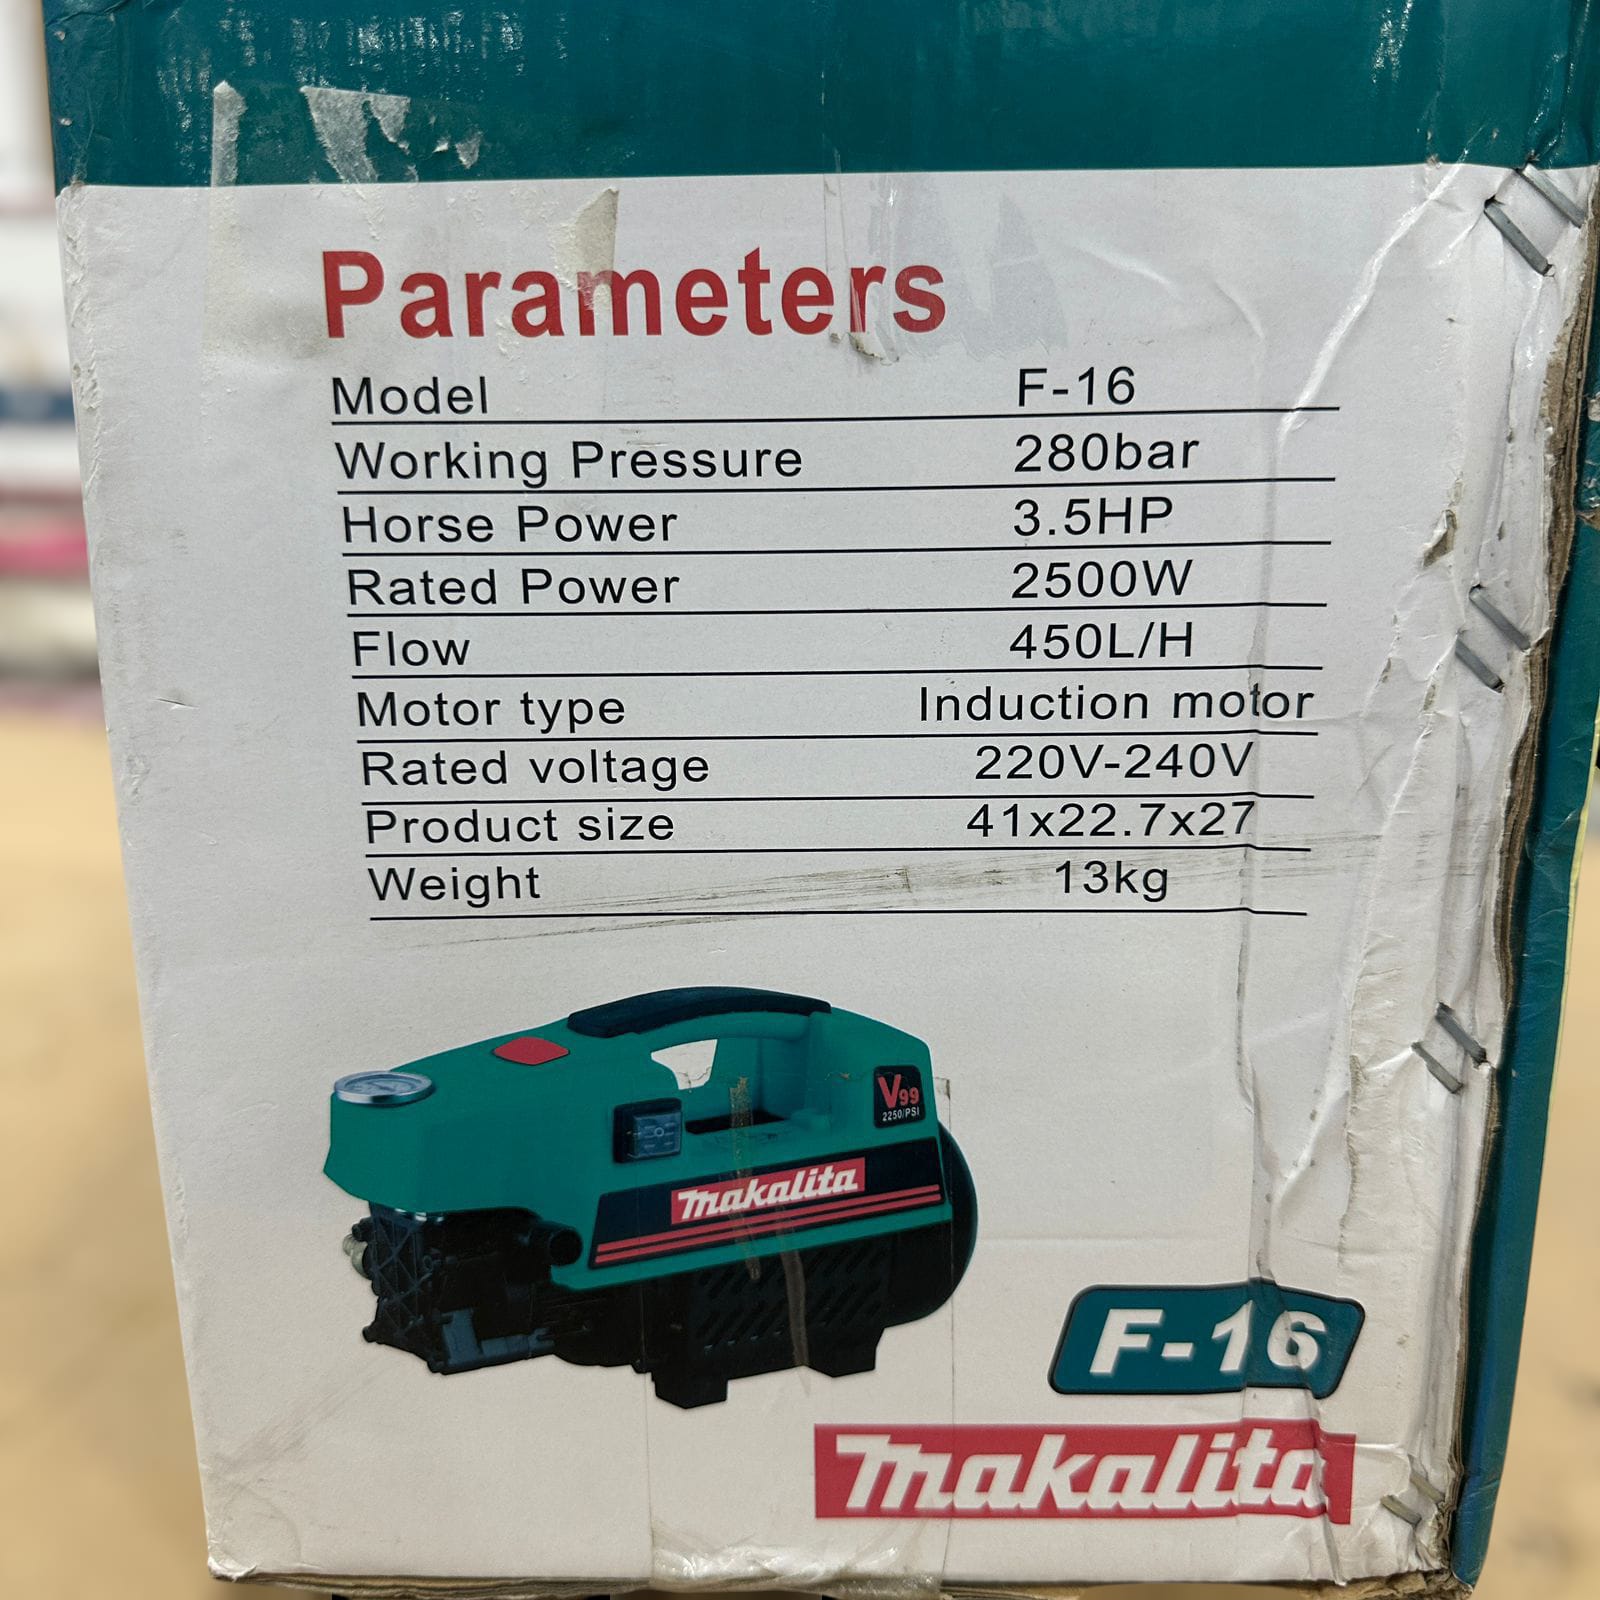 Parameters
Model F-16
Working Pressure 280bar
Horse Power 3.5HP
Rated Power 2500W
Flow 450L/H
Motor type Induction motor
Rated voltage 220V-240V
Product size 41x22.7x27
Weight 13kg
V99
2250/PSI
makalita
F-16
makalita